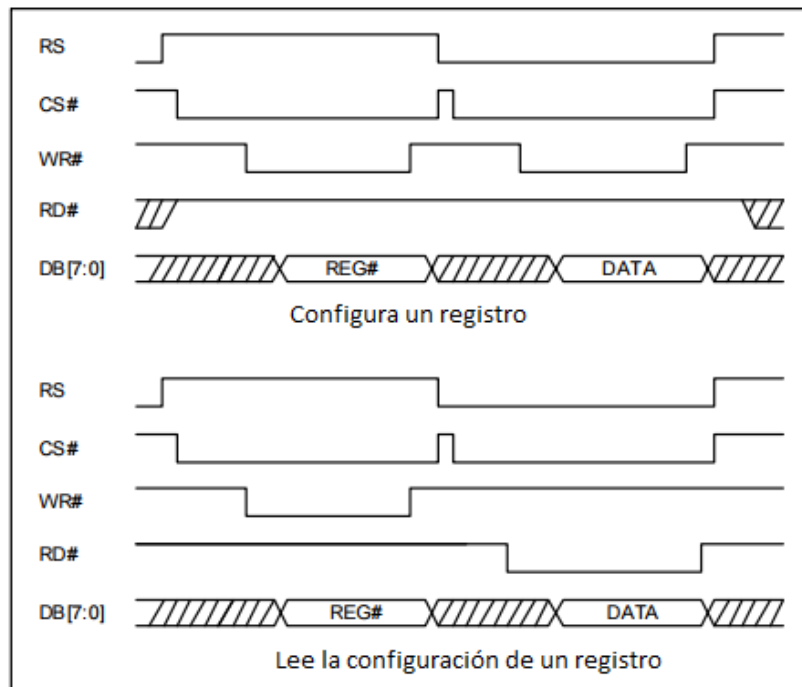 RS
CS#
WR#
RD#
DB[7:0] REG# DATA
Configura un registro
RS
CS#
WR#
RD#
DB[7:0] REG# DATA
Lee la configuración de un registro